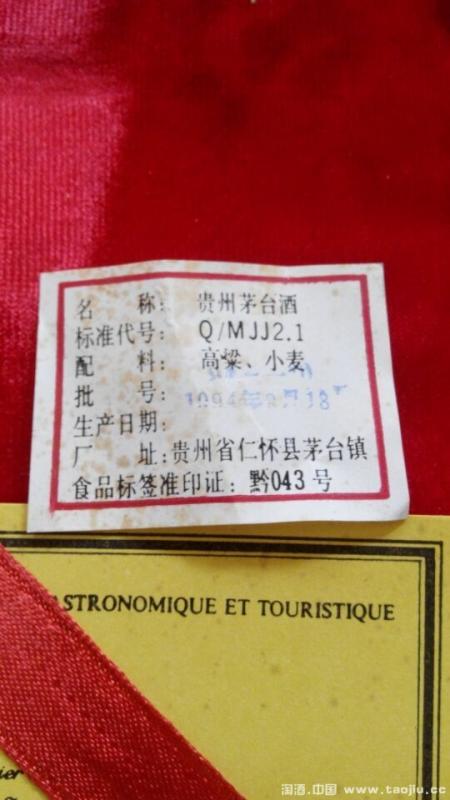 名　　称：贵州茅台酒
标准代号：Q/MJJ2.1
配　　料：高粱、小麦
批　　号：
生产日期：
厂　　址：贵州省仁怀县茅台镇
食品标签准印证：黔043号
ASTRONOMIQUE ET TOURISTIQUE
ier
淘酒.中国 www.taojiu.cc